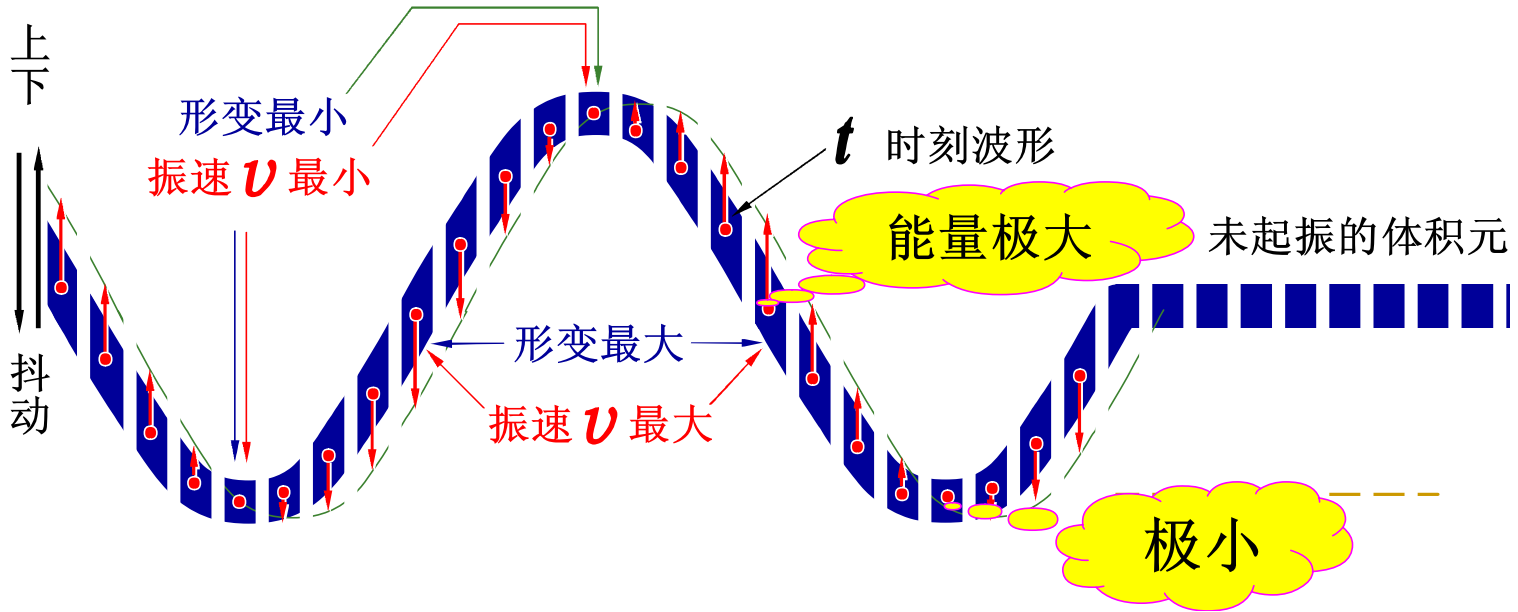 上下
抖动
形变最小
振速 v 最小
t 时刻波形
能量极大
未起振的体积元
形变最大
振速 v 最大
极小